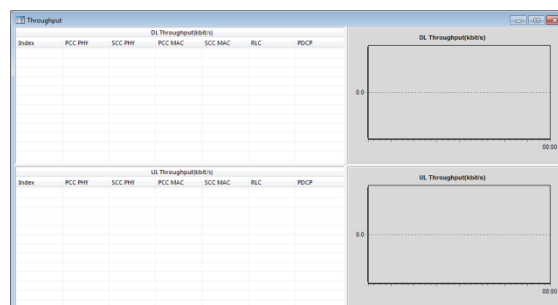 Throughput
DL Throughput(kbit/s)
Index PCC PHY SCC PHY PCC MAC SCC MAC RLC PDCP
DL Throughput(kbit/s)
0.0
00:00
UL Throughput(kbit/s)
Index PCC PHY SCC PHY PCC MAC SCC MAC RLC PDCP
UL Throughput(kbit/s)
0.0
00:00